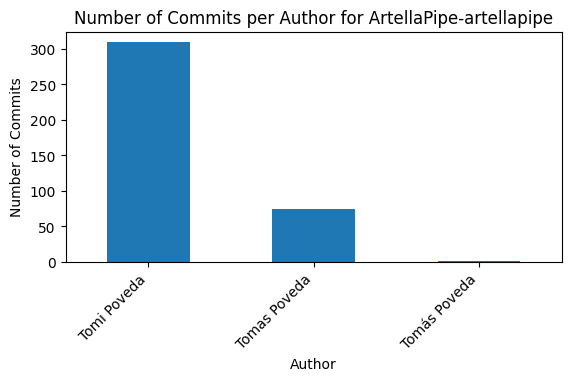 Number of Commits per Author for ArtellaPipe-artellapipe
Number of Commits
300
250
200
150
100
50
0
Tomi Poveda
Tomas Poveda
Tomás Poveda
Author